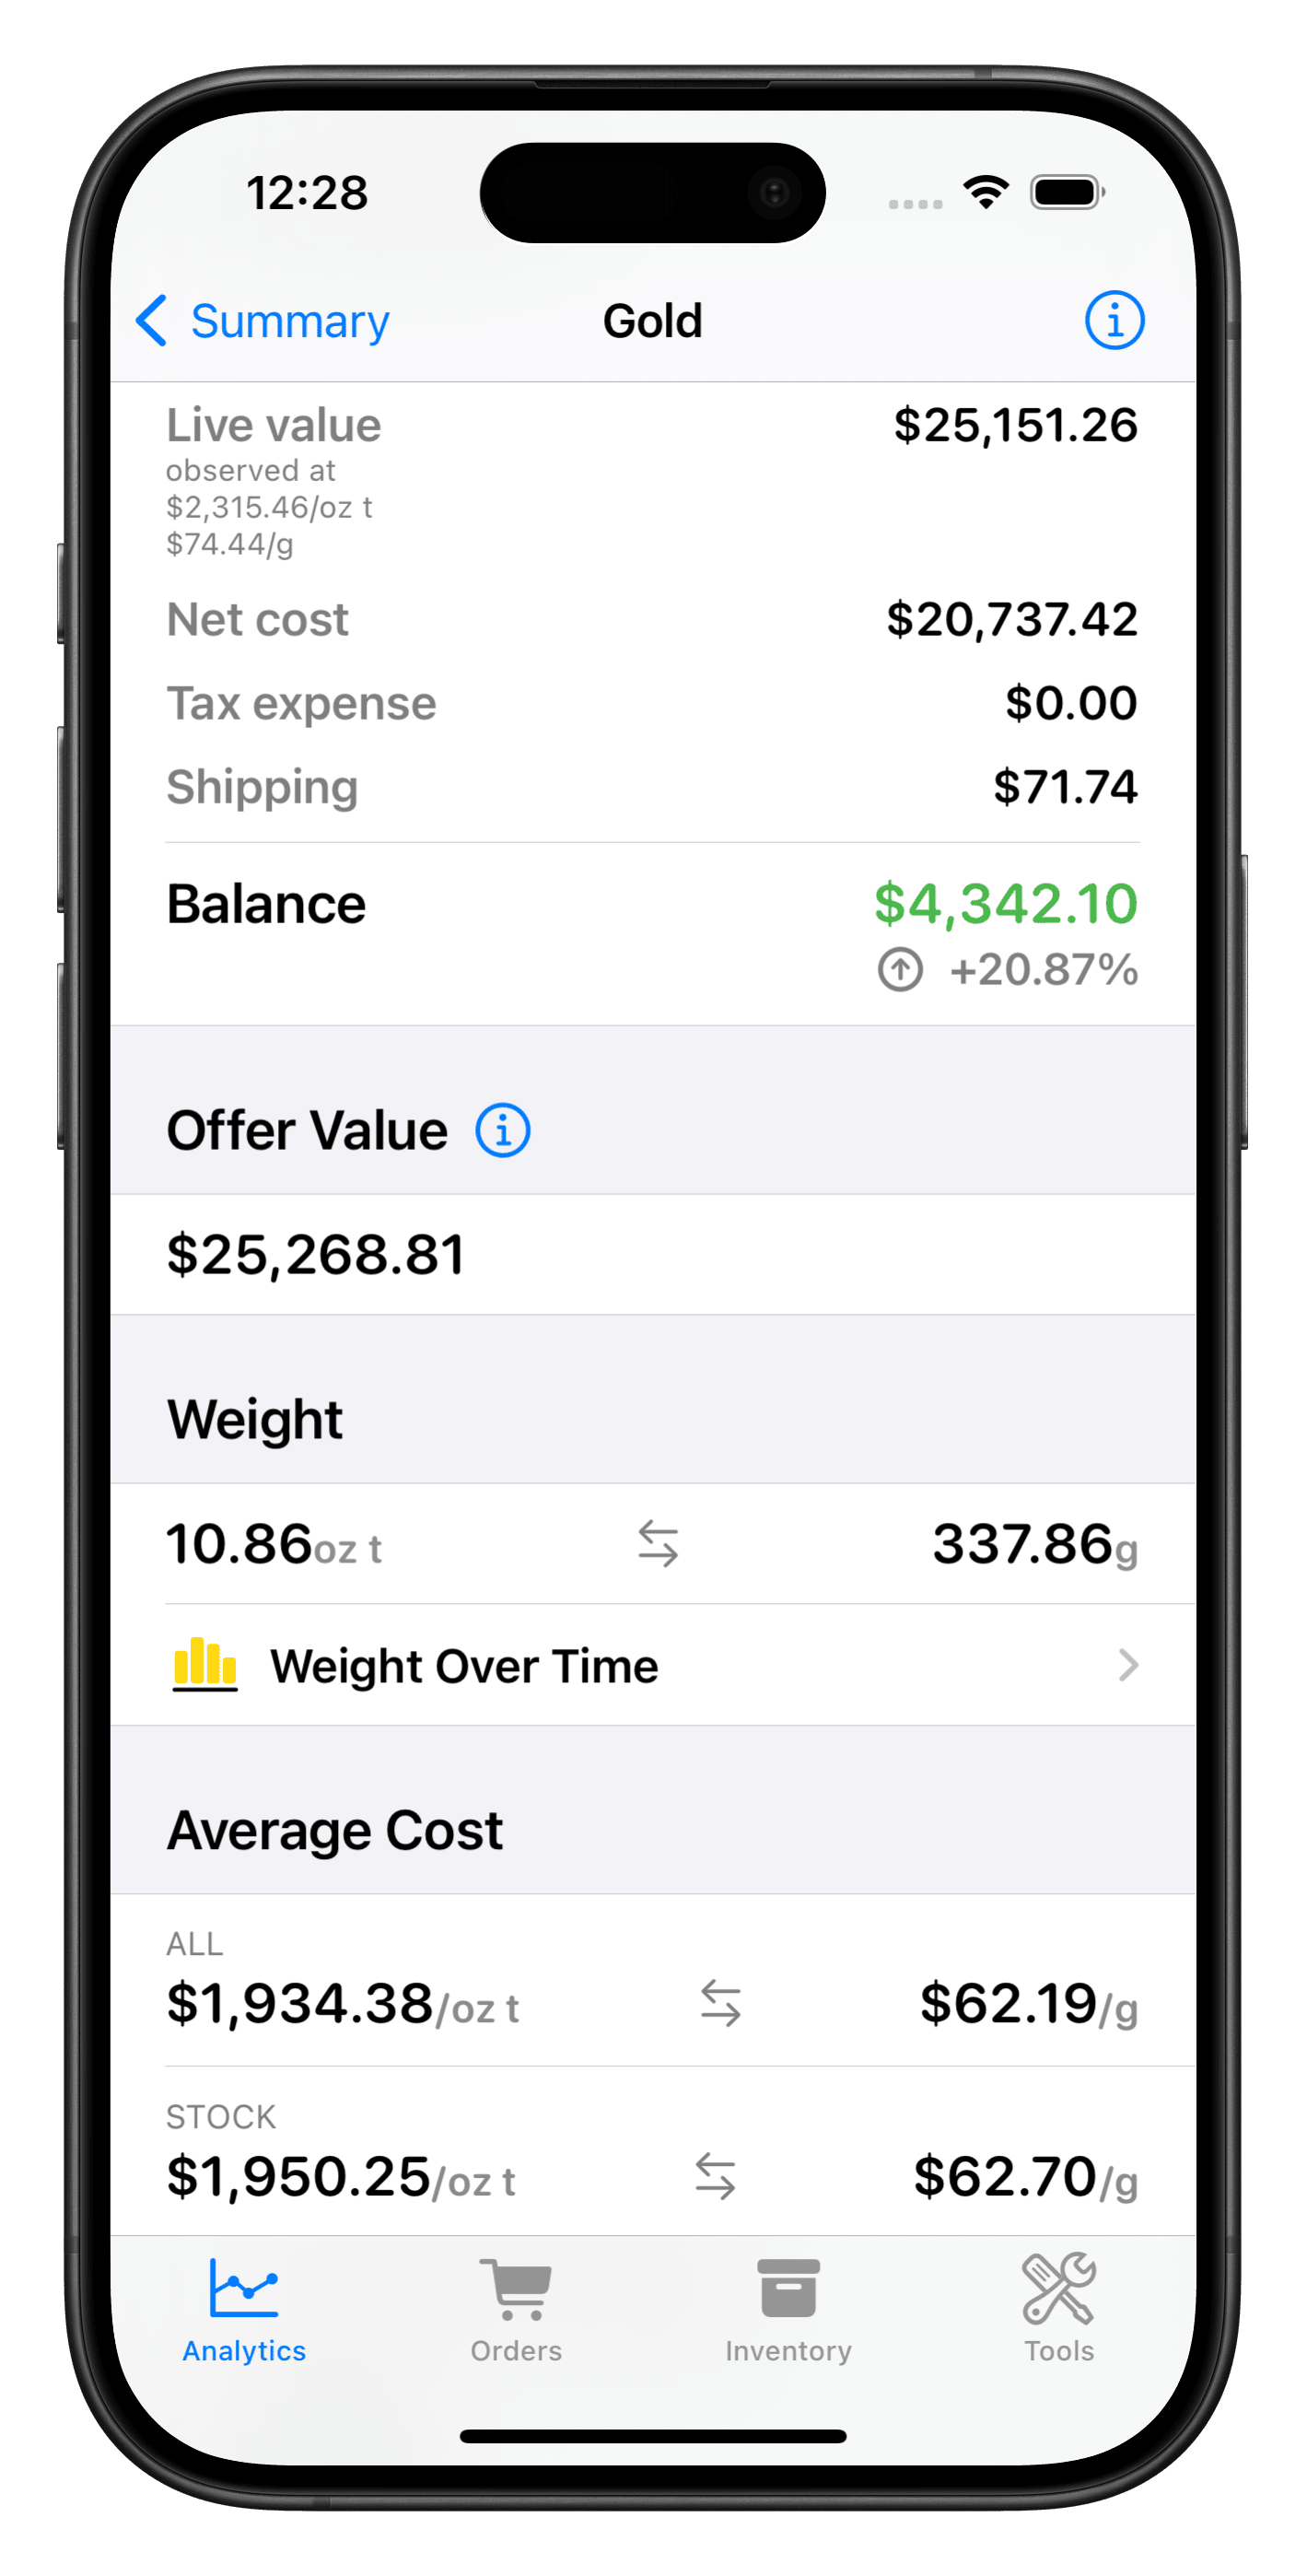 12:28
Summary
Gold
Live value
$25,151.26
observed at
$2,315.46/oz t
$74.44/g
Net cost
$20,737.42
Tax expense
$0.00
Shipping
$71.74
Balance
$4,342.10
+20.87%
Offer Value
$25,268.81
Weight
10.86oz t
337.86g
Weight Over Time
Average Cost
ALL
$1,934.38/oz t
$62.19/g
STOCK
$1,950.25/oz t
$62.70/g
Analytics
Orders
Inventory
Tools